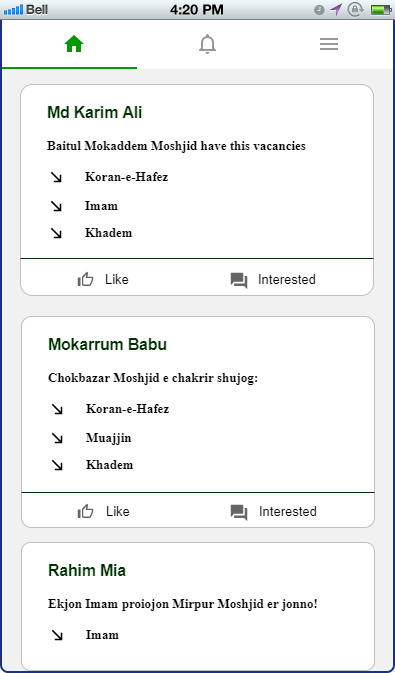 Bell 4:20 PM
Md Karim Ali
Baitul Mokaddem Moshjid have this vacancies
Koran-e-Hafez
Imam
Khadem
Like Interested
Mokarrum Babu
Chokbazar Moshjid e chakrir shujog:
Koran-e-Hafez
Muajjin
Khadem
Like Interested
Rahim Mia
Ekjon Imam proiojon Mirpur Moshjid er jonno!
Imam